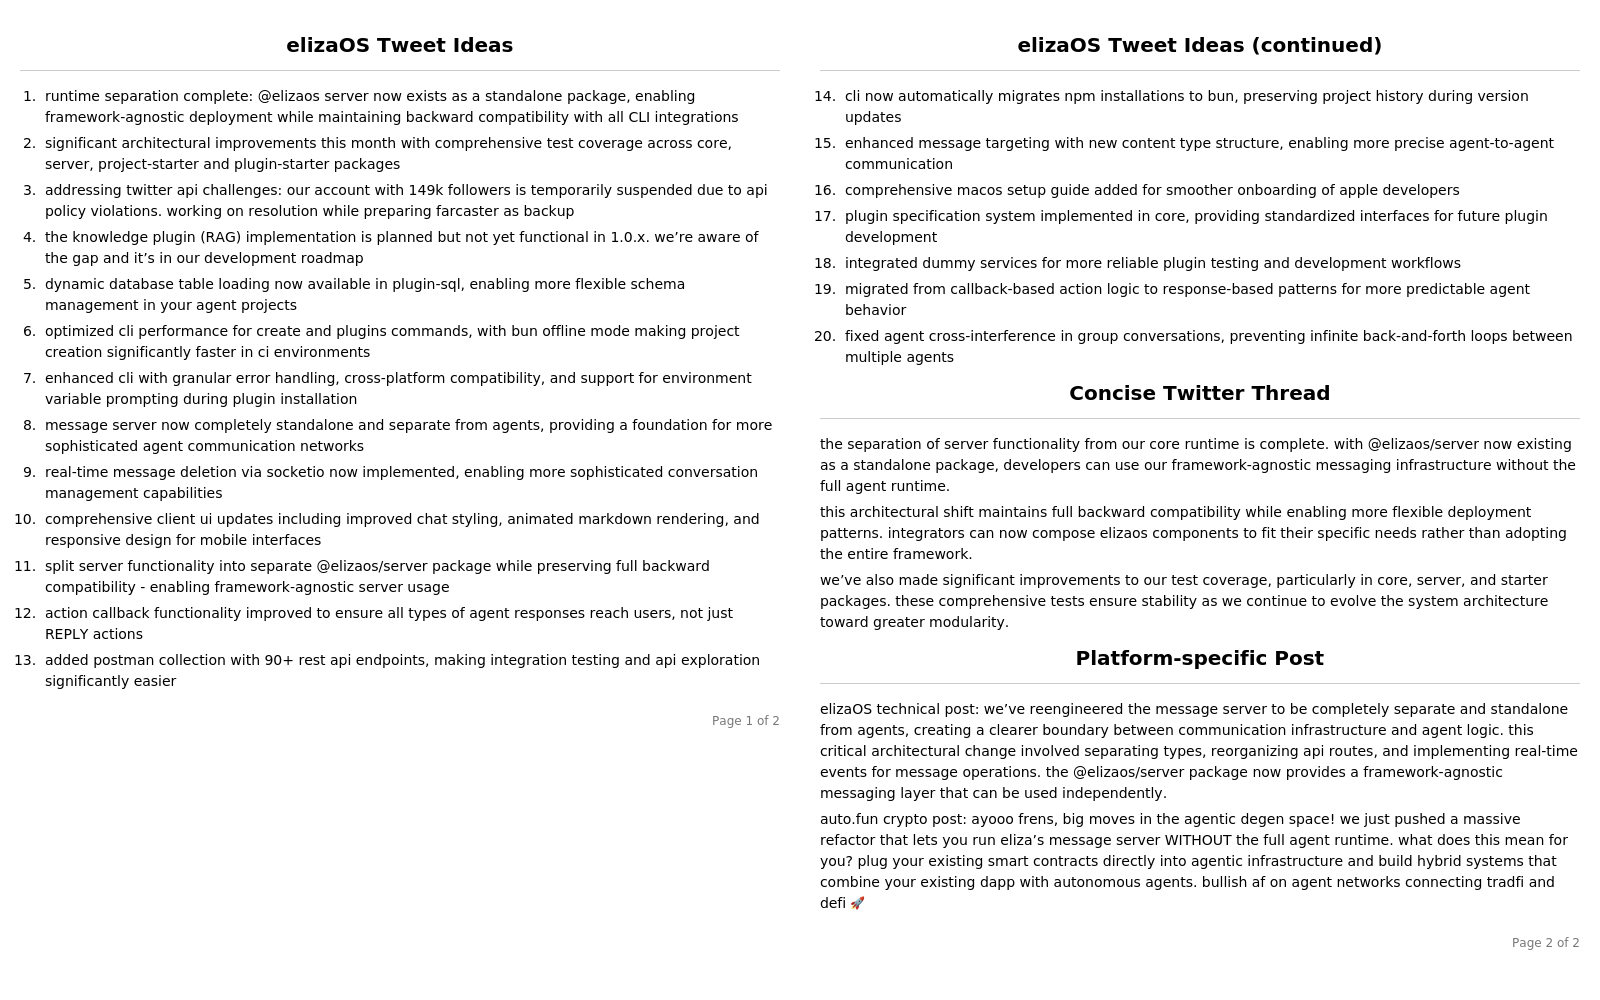 elizaOS Tweet Ideas
1. runtime separation complete: @elizaos server now exists as a standalone package, enabling
framework-agnostic deployment while maintaining backward compatibility with all CLI integrations
2. significant architectural improvements this month with comprehensive test coverage across core,
server, project-starter and plugin-starter packages
3. addressing twitter api challenges: our account with 149k followers is temporarily suspended due to api
policy violations. working on resolution while preparing farcaster as backup
4. the knowledge plugin (RAG) implementation is planned but not yet functional in 1.0.x. we’re aware of
the gap and it’s in our development roadmap
5. dynamic database table loading now available in plugin-sql, enabling more flexible schema
management in your agent projects
6. optimized cli performance for create and plugins commands, with bun offline mode making project
creation significantly faster in ci environments
7. enhanced cli with granular error handling, cross-platform compatibility, and support for environment
variable prompting during plugin installation
8. message server now completely standalone and separate from agents, providing a foundation for more
sophisticated agent communication networks
9. real-time message deletion via socketio now implemented, enabling more sophisticated conversation
management capabilities
10. comprehensive client ui updates including improved chat styling, animated markdown rendering, and
responsive design for mobile interfaces
11. split server functionality into separate @elizaos/server package while preserving full backward
compatibility - enabling framework-agnostic server usage
12. action callback functionality improved to ensure all types of agent responses reach users, not just
REPLY actions
13. added postman collection with 90+ rest api endpoints, making integration testing and api exploration
significantly easier
Page 1 of 2
elizaOS Tweet Ideas (continued)
14. cli now automatically migrates npm installations to bun, preserving project history during version
updates
15. enhanced message targeting with new content type structure, enabling more precise agent-to-agent
communication
16. comprehensive macos setup guide added for smoother onboarding of apple developers
17. plugin specification system implemented in core, providing standardized interfaces for future plugin
development
18. integrated dummy services for more reliable plugin testing and development workflows
19. migrated from callback-based action logic to response-based patterns for more predictable agent
behavior
20. fixed agent cross-interference in group conversations, preventing infinite back-and-forth loops between
multiple agents
Concise Twitter Thread
the separation of server functionality from our core runtime is complete. with @elizaos/server now existing
as a standalone package, developers can use our framework-agnostic messaging infrastructure without the
full agent runtime.
this architectural shift maintains full backward compatibility while enabling more flexible deployment
patterns. integrators can now compose elizaos components to fit their specific needs rather than adopting
the entire framework.
we’ve also made significant improvements to our test coverage, particularly in core, server, and starter
packages. these comprehensive tests ensure stability as we continue to evolve the system architecture
toward greater modularity.
Platform-specific Post
elizaOS technical post: we’ve reengineered the message server to be completely separate and standalone
from agents, creating a clearer boundary between communication infrastructure and agent logic. this
critical architectural change involved separating types, reorganizing api routes, and implementing real-time
events for message operations. the @elizaos/server package now provides a framework-agnostic
messaging layer that can be used independently.
auto.fun crypto post: ayooo frens, big moves in the agentic degen space! we just pushed a massive
refactor that lets you run eliza’s message server WITHOUT the full agent runtime. what does this mean for
you? plug your existing smart contracts directly into agentic infrastructure and build hybrid systems that
combine your existing dapp with autonomous agents. bullish af on agent networks connecting tradfi and
defi 🚀
Page 2 of 2